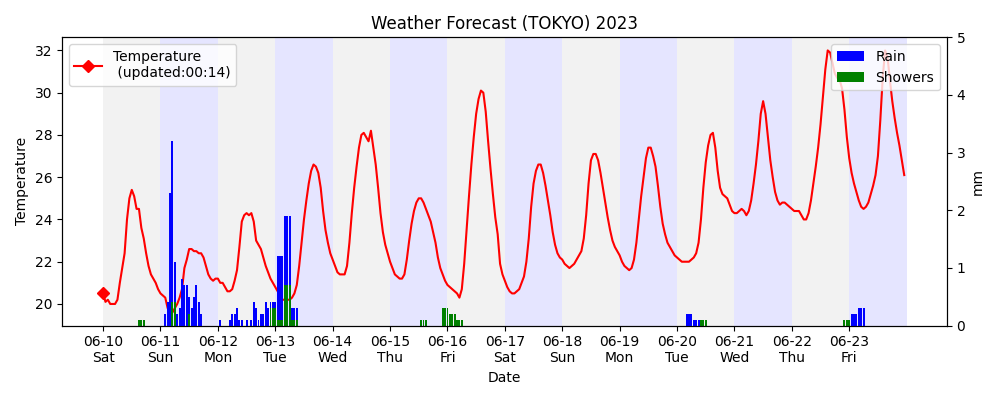 Weather Forecast (TOKYO) 2023
Temperature
(updated:00:14)
Rain
Showers
Temperature
32
30
28
26
24
22
20
5
4
3
2
1
0
mm
06-10 06-11 06-12 06-13 06-14 06-15 06-16 06-17 06-18 06-19 06-20 06-21 06-22 06-23
Sat Sun Mon Tue Wed Thu Fri Sat Sun Mon Tue Wed Thu Fri
Date